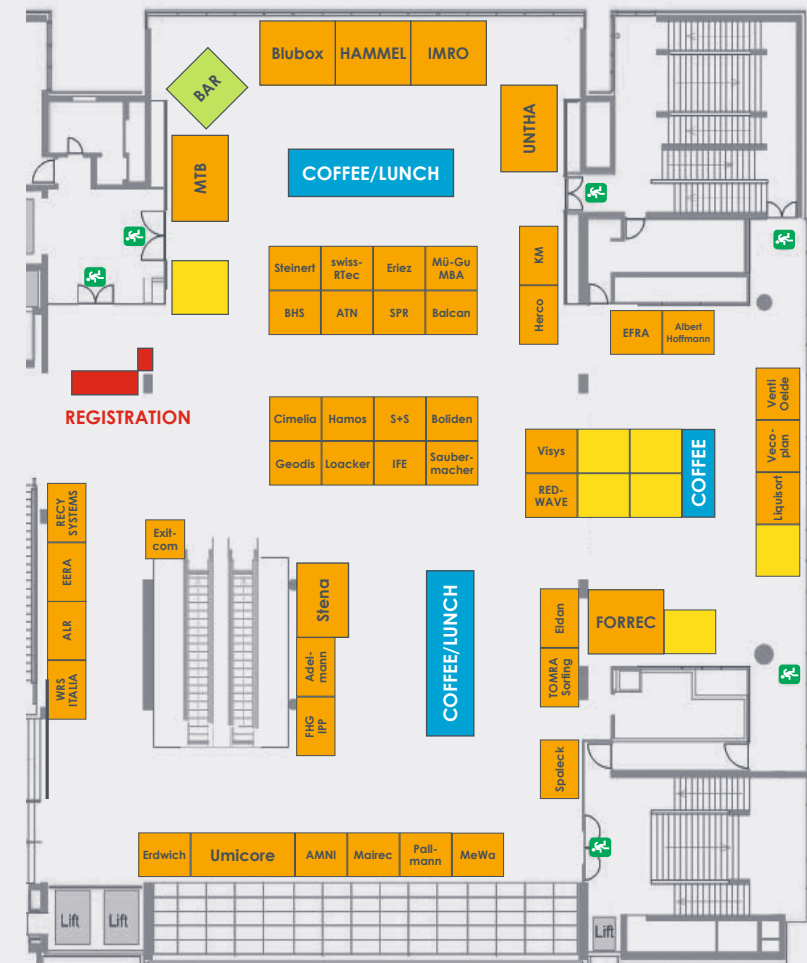 Blubox
HAMMEL
IMRO
BAR
UNTHA
MTB
COFFEE/LUNCH
KM
Herco
Steinert
swiss-
RTec
Eriez
Mü-Gu
MBA
BHS
ATN
SPR
Balcan
EFRA
Albert
Hoffmann
REGISTRATION
Venti
Oelde
Veco-
plan
Liquisort
Cimelia
Hamos
S+S
Boliden
Geodis
Loacker
IFE
Sauber-
macher
Visys
RED-
WAVE
COFFEE
RECY
SYSTEMS
EERA
ALR
WRS
ITALIA
Exit-
com
Stena
Adel-
mann
FHG
IPP
COFFEE/LUNCH
Eldan
FORREC
TOMRA
Sorting
Spaleck
Erdwich
Umicore
AMNI
Mairec
Pall-
mann
MeWa
Lift
Lift
Lift